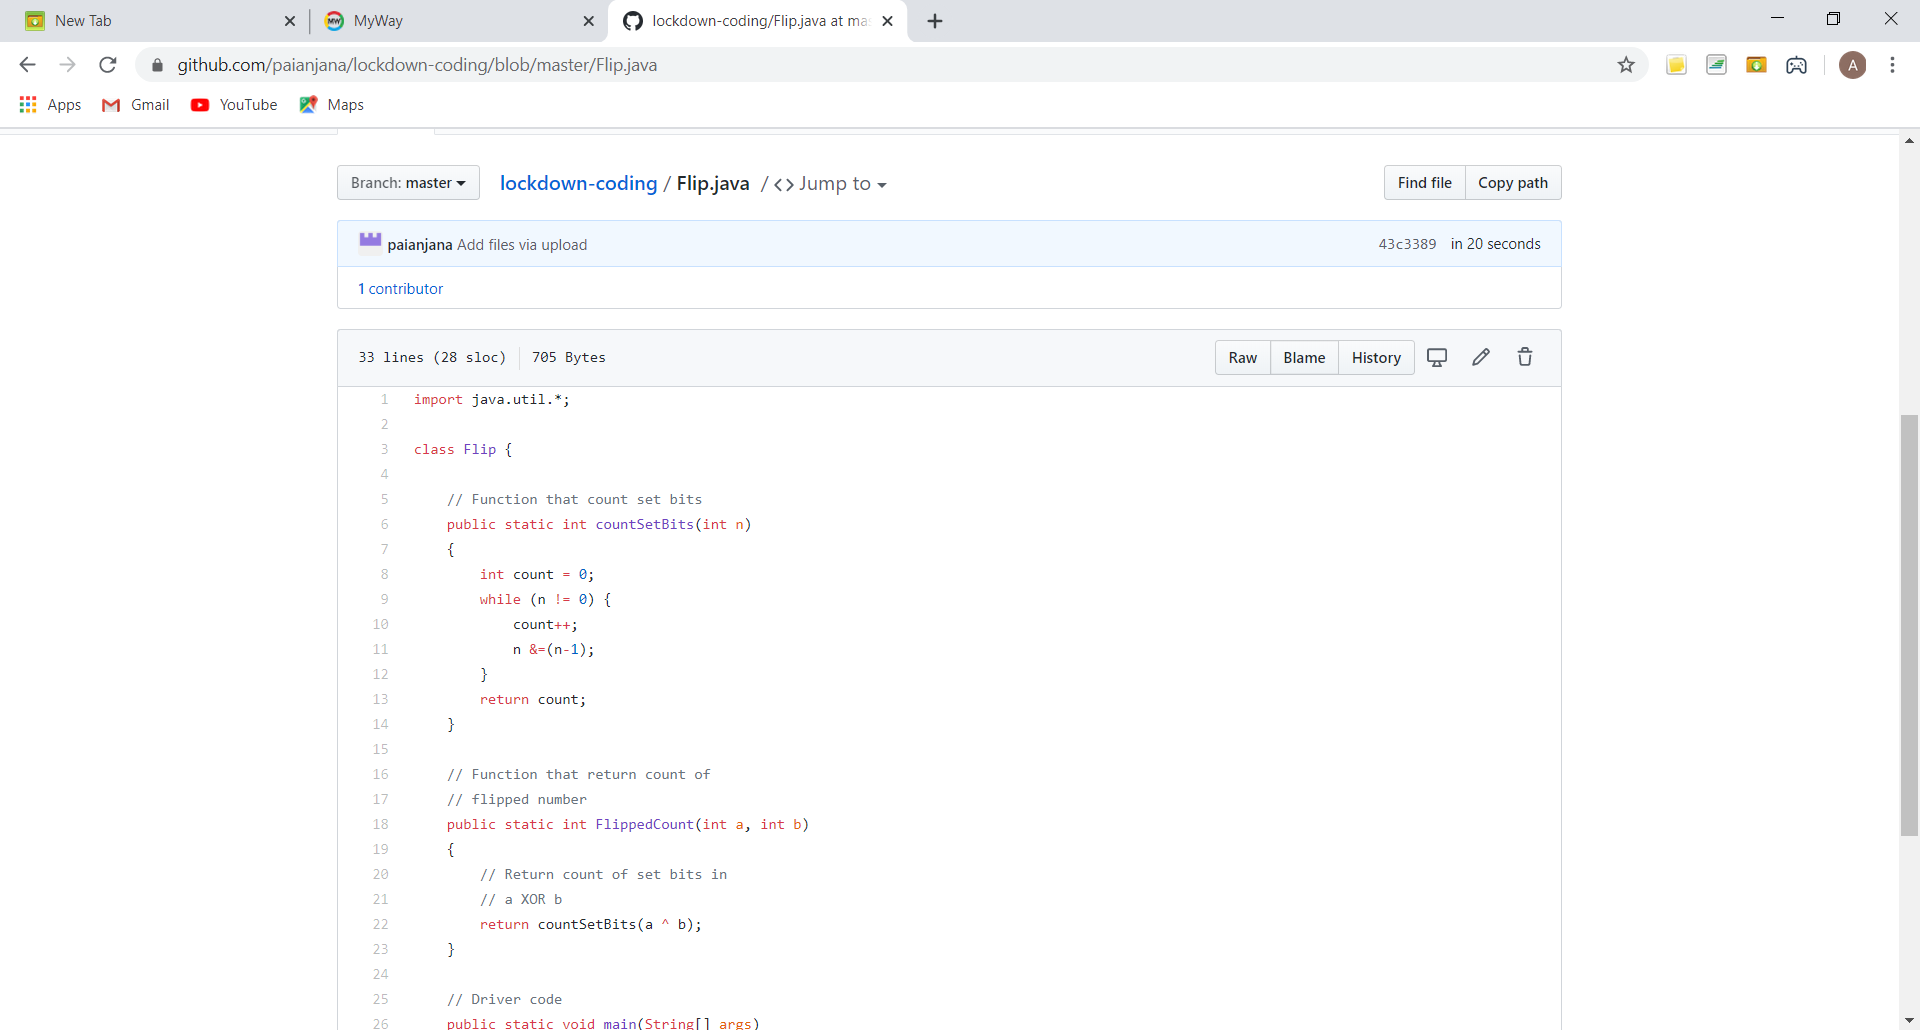 New Tab
MyWay
lockdown-coding/Flip.java at mas
github.com/paianjana/lockdown-coding/blob/master/Flip.java
A
Apps
Gmail
YouTube
Maps
Branch: master
lockdown-coding / Flip.java / <> Jump to
Find file
Copy path
paianjana Add files via upload
43c3389 in 20 seconds
1 contributor
33 lines (28 sloc) 705 Bytes
Raw
Blame
History
1 import java.util.*;
2
3 class Flip {
4
5     // Function that count set bits
6     public static int countSetBits(int n)
7     {
8         int count = 0;
9         while (n != 0) {
10             count++;
11             n &=(n-1);
12         }
13         return count;
14     }
15
16     // Function that return count of
17     // flipped number
18     public static int FlippedCount(int a, int b)
19     {
20         // Return count of set bits in
21         // a XOR b
22         return countSetBits(a ^ b);
23     }
24
25     // Driver code
26     public static void main(String[] args)